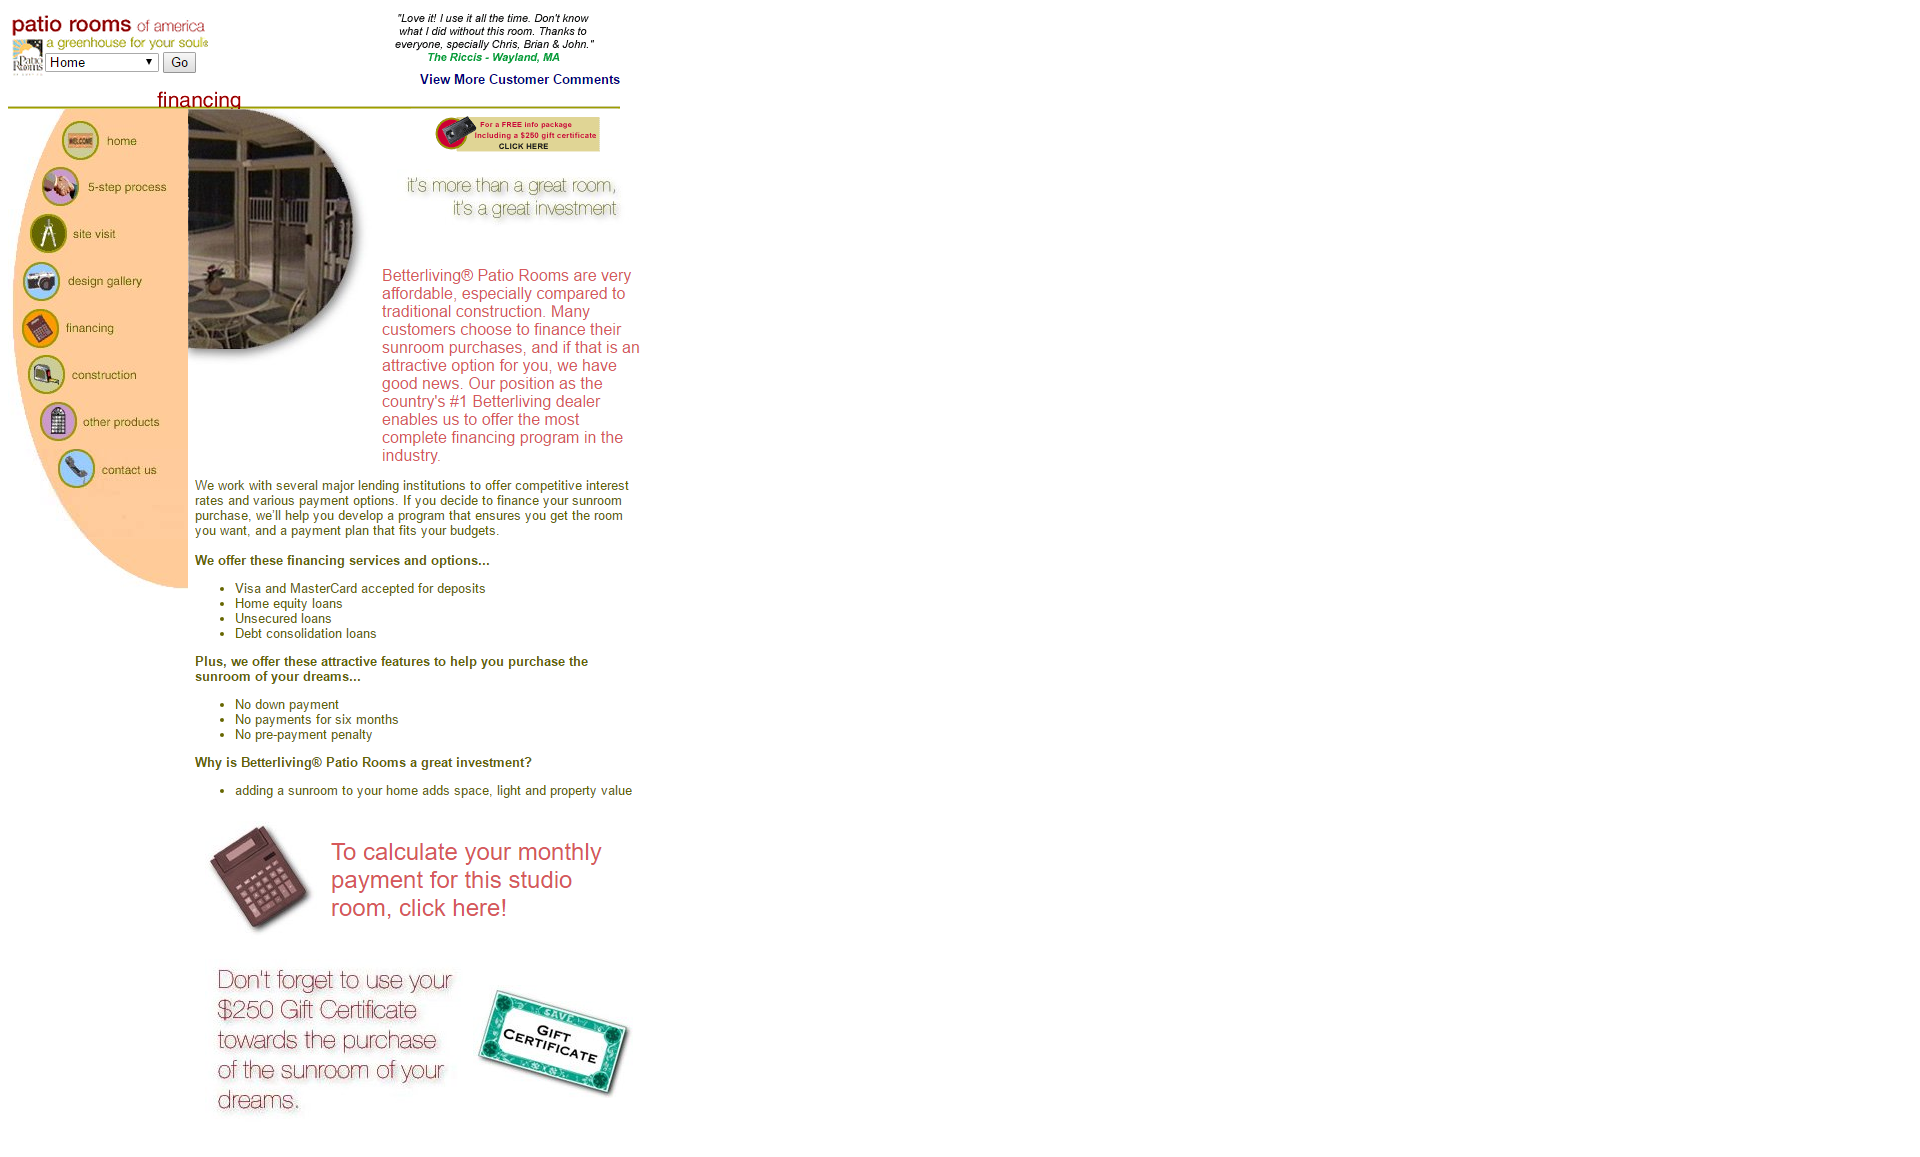 patio rooms of america
a greenhouse for your soul
Patio
Rooms
Home
Go
"Love it! I use it all the time. Don't know
what I did without this room. Thanks to
everyone, specially Chris, Brian & John."
The Riccis - Wayland, MA
View More Customer Comments
financing
home
5-step process
site visit
design gallery
financing
construction
other products
contact us
WELCOME
For a FREE info package
Including a $250 gift certificate
CLICK HERE
it's more than a great room,
it's a great investment
Betterliving® Patio Rooms are very
affordable, especially compared to
traditional construction. Many
customers choose to finance their
sunroom purchases, and if that is an
attractive option for you, we have
good news. Our position as the
country's #1 Betterliving dealer
enables us to offer the most
complete financing program in the
industry.
We work with several major lending institutions to offer competitive interest
rates and various payment options. If you decide to finance your sunroom
purchase, we'll help you develop a program that ensures you get the room
you want, and a payment plan that fits your budgets.
We offer these financing services and options...
• Visa and MasterCard accepted for deposits
• Home equity loans
• Unsecured loans
• Debt consolidation loans
Plus, we offer these attractive features to help you purchase the
sunroom of your dreams...
• No down payment
• No payments for six months
• No pre-payment penalty
Why is Betterliving® Patio Rooms a great investment?
• adding a sunroom to your home adds space, light and property value
To calculate your monthly
payment for this studio
room, click here!
Don't forget to use your
$250 Gift Certificate
towards the purchase
of the sunroom of your
dreams.
SAVE
GIFT
CERTIFICATE